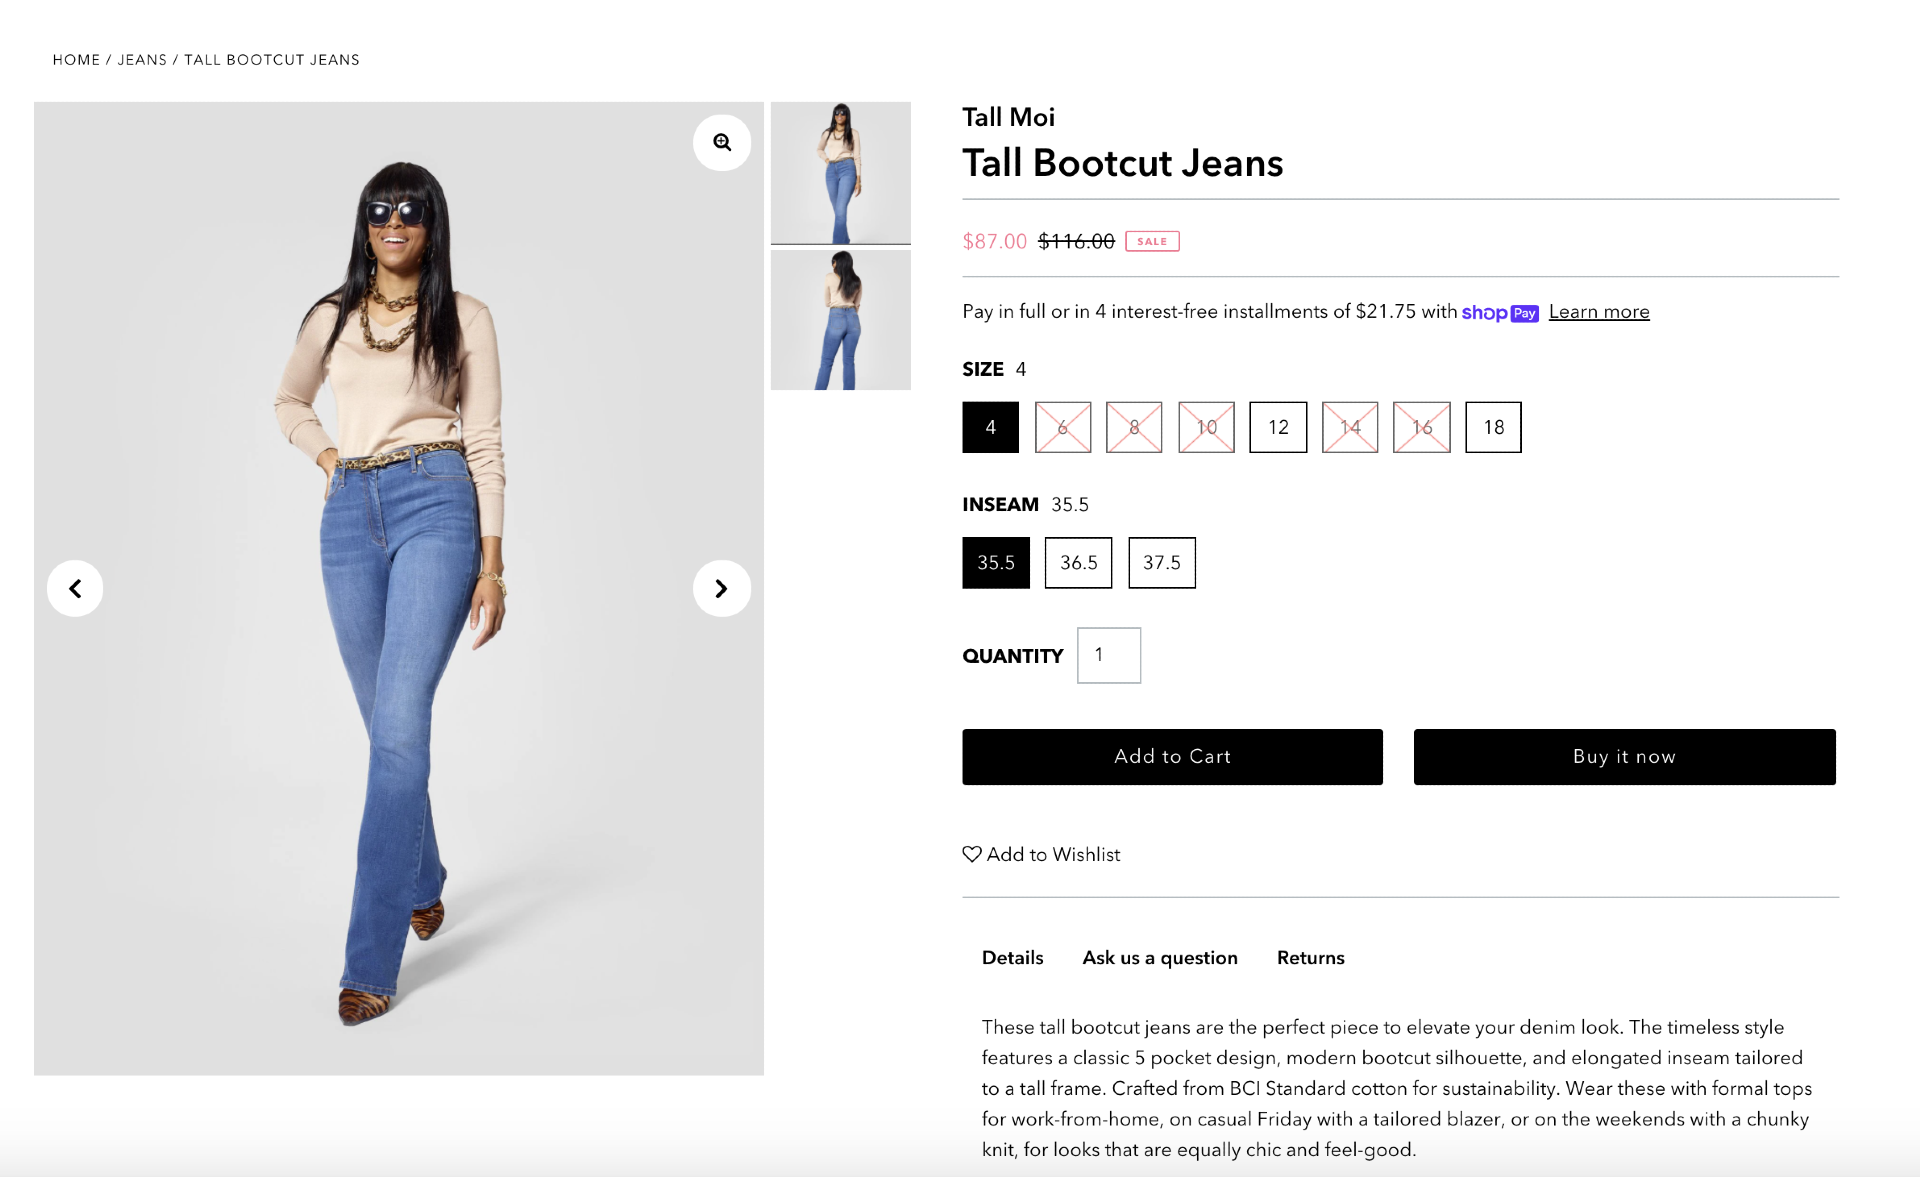 HOME / JEANS / TALL BOOTCUT JEANS
Tall Moi
Tall Bootcut Jeans
$87.00 $116.00 SALE
Pay in full or in 4 interest-free installments of $21.75 with shop Pay Learn more
SIZE 4
4 6 8 10 12 14 16 18
INSEAM 35.5
35.5 36.5 37.5
QUANTITY 1
Add to Cart Buy it now
Add to Wishlist
Details Ask us a question Returns
These tall bootcut jeans are the perfect piece to elevate your denim look. The timeless style
features a classic 5 pocket design, modern bootcut silhouette, and elongated inseam tailored
to a tall frame. Crafted from BCI Standard cotton for sustainability. Wear these with formal tops
for work-from-home, on casual Friday with a tailored blazer, or on the weekends with a chunky
knit, for looks that are equally chic and feel-good.